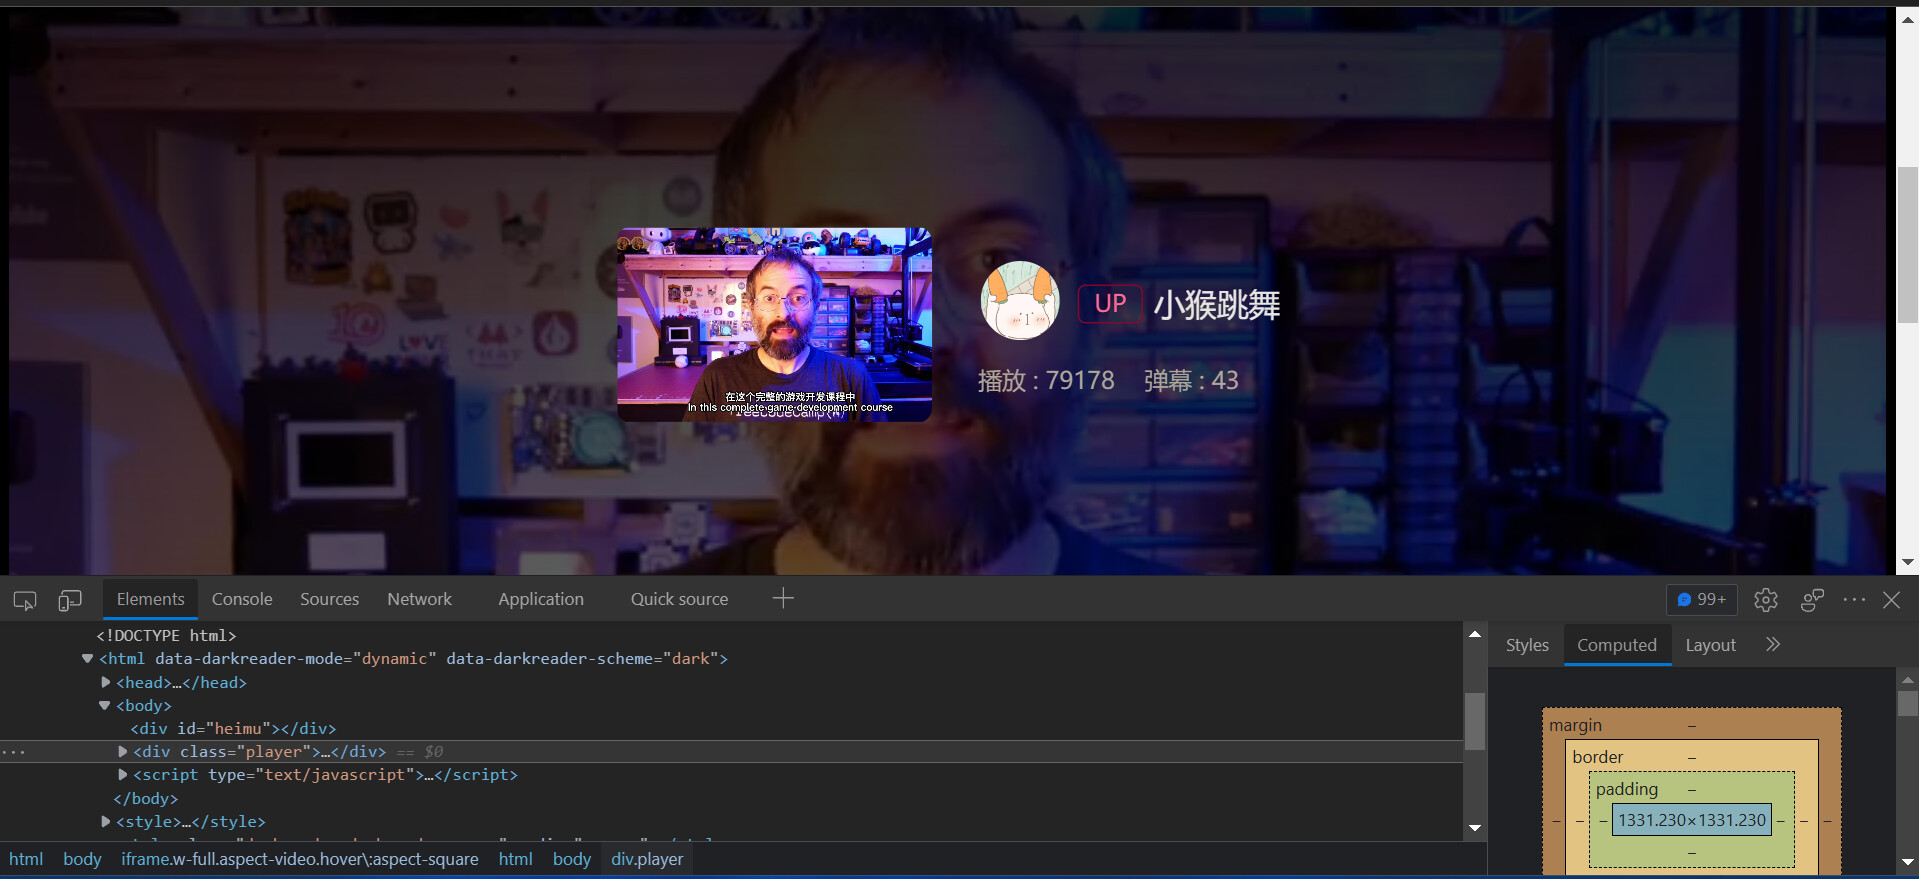 在这个完整的游戏开发课程中
In this complete game development course
freeCodeCamp(N)
UP 小猴跳舞
播放 : 79178 弹幕 : 43
Elements Console Sources Network Application Quick source
99+
<!DOCTYPE html>
<html data-darkreader-mode="dynamic" data-darkreader-scheme="dark">
<head>…</head>
<body>
<div id="heimu"></div>
<div class="player">…</div> == $0
<script type="text/javascript">…</script>
</body>
<style>…</style>
html body iframe.w-full.aspect-video.hover\:aspect-square html body div.player
Styles Computed Layout
margin –
border –
padding –
– – – 1331.230×1331.230 – – –
–